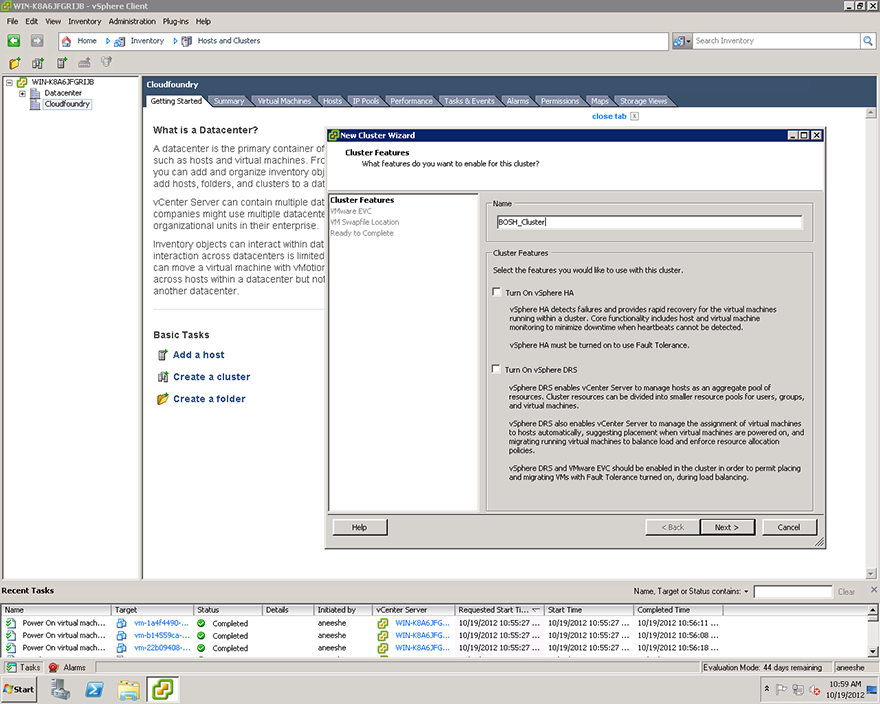 WIN-K8A6JFGRIJB - vSphere Client
File Edit View Inventory Administration Plug-ins Help
Home Inventory Hosts and Clusters
Search Inventory
WIN-K8A6JFGRIJB
Datacenter
Cloudfoundry
Cloudfoundry
Getting Started Summary Virtual Machines Hosts IP Pools Performance Tasks & Events Alarms Permissions Maps Storage Views
close tab X
What is a Datacenter?
A datacenter is the primary container of
such as hosts and virtual machines. Fro
you can add and organize inventory obj
add hosts, folders, and clusters to a dat
vCenter Server can contain multiple dat
companies might use multiple datacente
organizational units in their enterprise.
Inventory objects can interact within dat
interaction across datacenters is limited
can move a virtual machine with vMotion
across hosts within a datacenter but not
another datacenter.
Basic Tasks
Add a host
Create a cluster
Create a folder
New Cluster Wizard
Cluster Features
What features do you want to enable for this cluster?
Cluster Features
VMware EVC
VM Swapfile Location
Ready to Complete
Name
BOSH_Cluster
Cluster Features
Select the features you would like to use with this cluster.
Turn On vSphere HA
vSphere HA detects failures and provides rapid recovery for the virtual machines
running within a cluster. Core functionality includes host and virtual machine
monitoring to minimize downtime when heartbeats cannot be detected.
vSphere HA must be turned on to use Fault Tolerance.
Turn On vSphere DRS
vSphere DRS enables vCenter Server to manage hosts as an aggregate pool of
resources. Cluster resources can be divided into smaller resource pools for users, groups,
and virtual machines.
vSphere DRS also enables vCenter Server to manage the assignment of virtual machines
to hosts automatically, suggesting placement when virtual machines are powered on, and
migrating running virtual machines to balance load and enforce resource allocation
policies.
vSphere DRS and VMware EVC should be enabled in the cluster in order to permit placing
and migrating VMs with Fault Tolerance turned on, during load balancing.
Help < Back Next > Cancel
Recent Tasks
Name, Target or Status contains: Clear
Name Target Status Details Initiated by vCenter Server Requested Start Ti... Start Time Completed Time
Power On virtual mach... vm-1a4f4490-... Completed aneeshe WIN-K8A6JFG... 10/19/2012 10:55:27 ... 10/19/2012 10:55:27 ... 10/19/2012 10:56:11 ...
Power On virtual mach... vm-b14559ca-... Completed aneeshe WIN-K8A6JFG... 10/19/2012 10:55:27 ... 10/19/2012 10:55:27 ... 10/19/2012 10:56:08 ...
Power On virtual mach... vm-22b09408-... Completed aneeshe WIN-K8A6JFG... 10/19/2012 10:55:27 ... 10/19/2012 10:55:27 ... 10/19/2012 10:56:18 ...
Tasks Alarms
Evaluation Mode: 44 days remaining aneeshe
Start
10:59 AM
10/19/2012